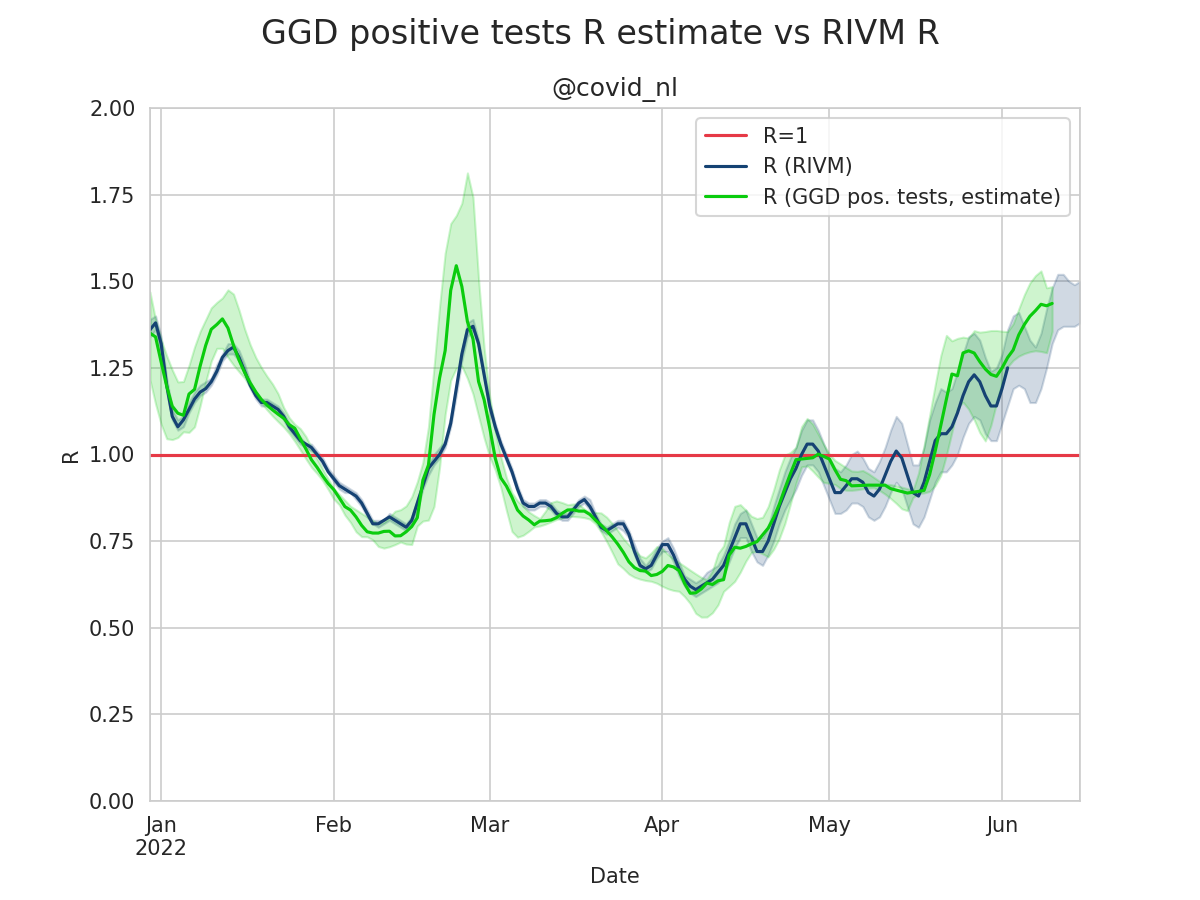 GGD positive tests R estimate vs RIVM R
@covid_nl
R=1
R (RIVM)
R (GGD pos. tests, estimate)
2.00
1.75
1.50
1.25
1.00
0.75
0.50
0.25
0.00
R
Jan Feb Mar Apr May Jun
2022
Date